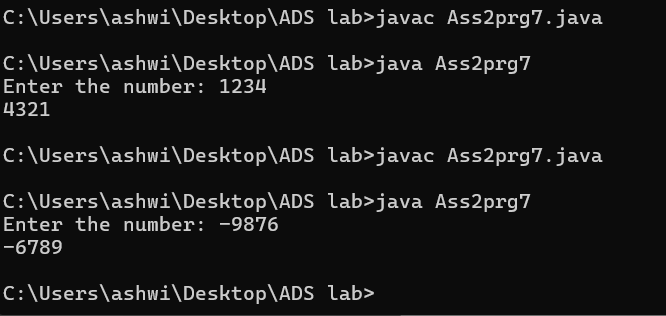 C:\Users\ashwi\Desktop\ADS lab>javac Ass2prg7.java
C:\Users\ashwi\Desktop\ADS lab>java Ass2prg7
Enter the number: 1234
4321
C:\Users\ashwi\Desktop\ADS lab>javac Ass2prg7.java
C:\Users\ashwi\Desktop\ADS lab>java Ass2prg7
Enter the number: -9876
-6789
C:\Users\ashwi\Desktop\ADS lab>